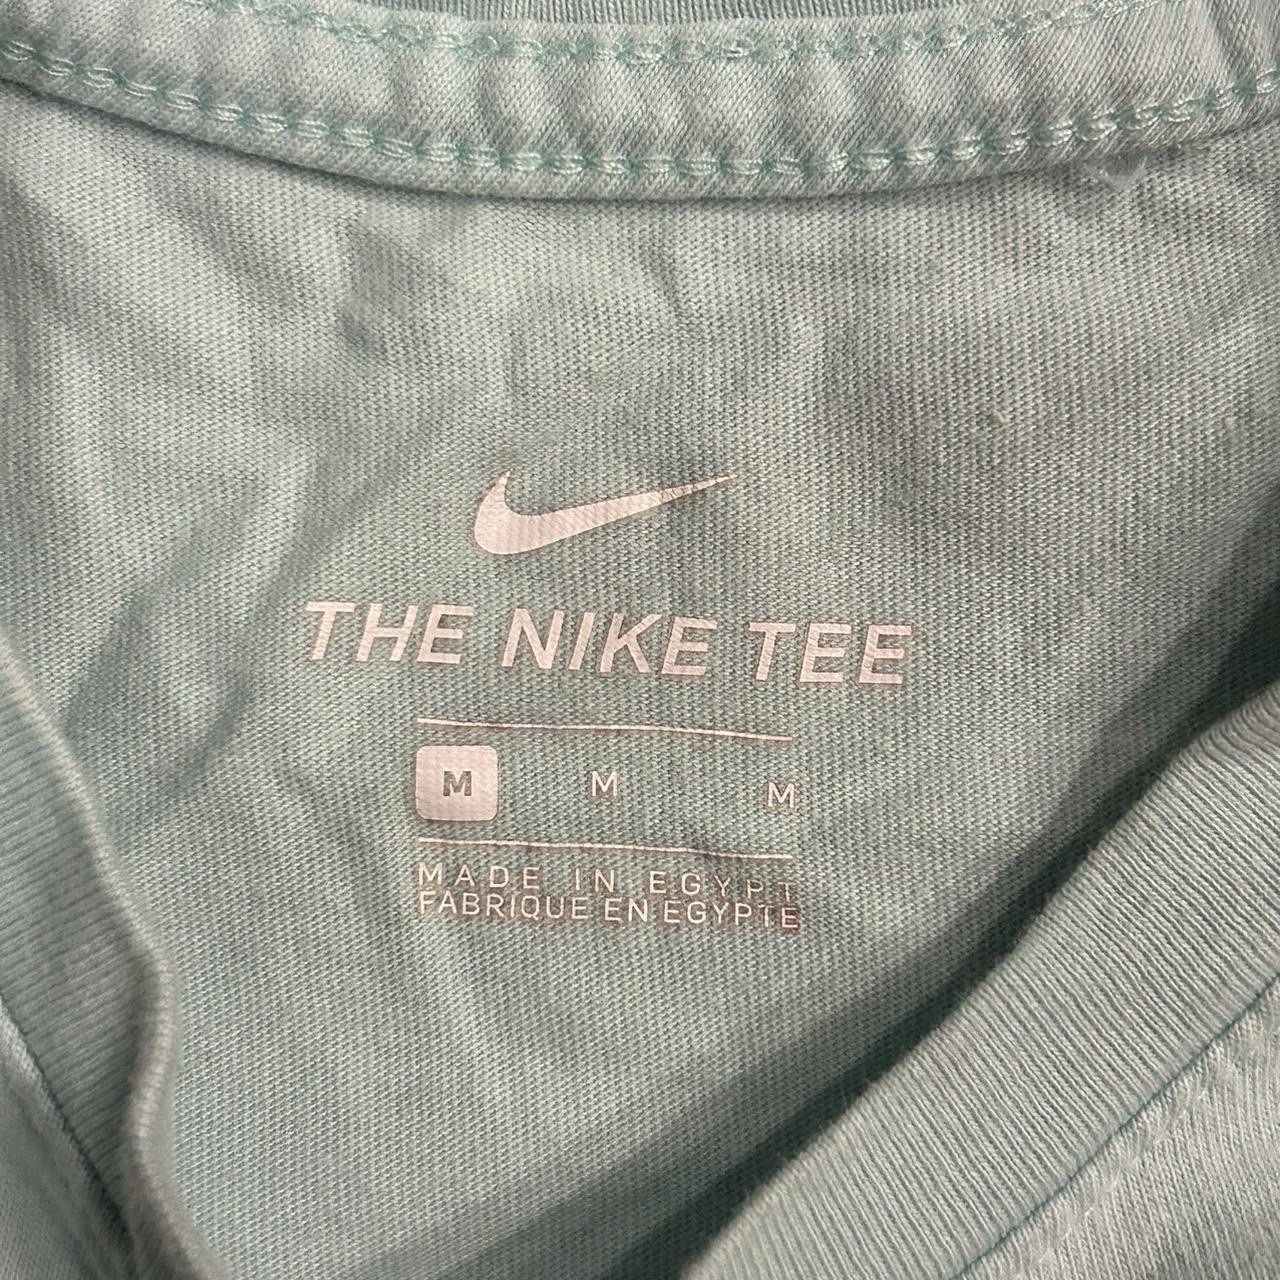 THE NIKE TEE
M M M
MADE IN EGYPT
FABRIQUE EN EGYPTE